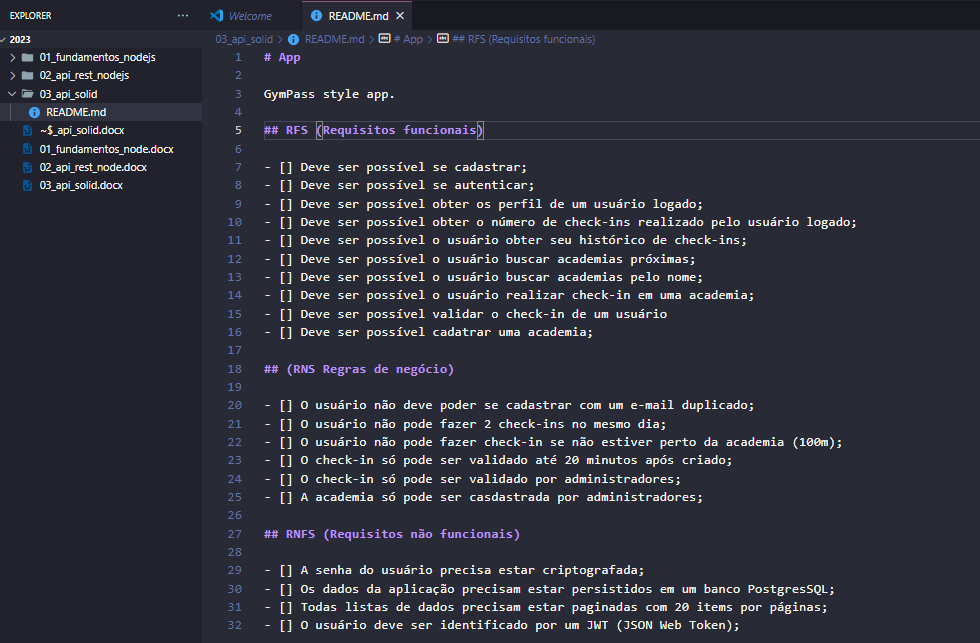 EXPLORER
2023
01_fundamentos_nodejs
02_api_rest_nodejs
03_api_solid
README.md
~$_api_solid.docx
01_fundamentos_node.docx
02_api_rest_node.docx
03_api_solid.docx
Welcome
README.md
03_api_solid > README.md > # App > ## RFS (Requisitos funcionais)
1 # App
2
3 GymPass style app.
4
5 ## RFS (Requisitos funcionais)
6
7 - [] Deve ser possível se cadastrar;
8 - [] Deve ser possível se autenticar;
9 - [] Deve ser possível obter os perfil de um usuário logado;
10 - [] Deve ser possível obter o número de check-ins realizado pelo usuário logado;
11 - [] Deve ser possível o usuário obter seu histórico de check-ins;
12 - [] Deve ser possível o usuário buscar academias próximas;
13 - [] Deve ser possível o usuário buscar academias pelo nome;
14 - [] Deve ser possível o usuário realizar check-in em uma academia;
15 - [] Deve ser possível validar o check-in de um usuário
16 - [] Deve ser possível cadatrar uma academia;
17
18 ## (RNS Regras de negócio)
19
20 - [] O usuário não deve poder se cadastrar com um e-mail duplicado;
21 - [] O usuário não pode fazer 2 check-ins no mesmo dia;
22 - [] O usuário não pode fazer check-in se não estiver perto da academia (100m);
23 - [] O check-in só pode ser validado até 20 minutos após criado;
24 - [] O check-in só pode ser validado por administradores;
25 - [] A academia só pode ser casdastrada por administradores;
26
27 ## RNFS (Requisitos não funcionais)
28
29 - [] A senha do usuário precisa estar criptografada;
30 - [] Os dados da aplicação precisam estar persistidos em um banco PostgresSQL;
31 - [] Todas listas de dados precisam estar paginadas com 20 items por páginas;
32 - [] O usuário deve ser identificado por um JWT (JSON Web Token);